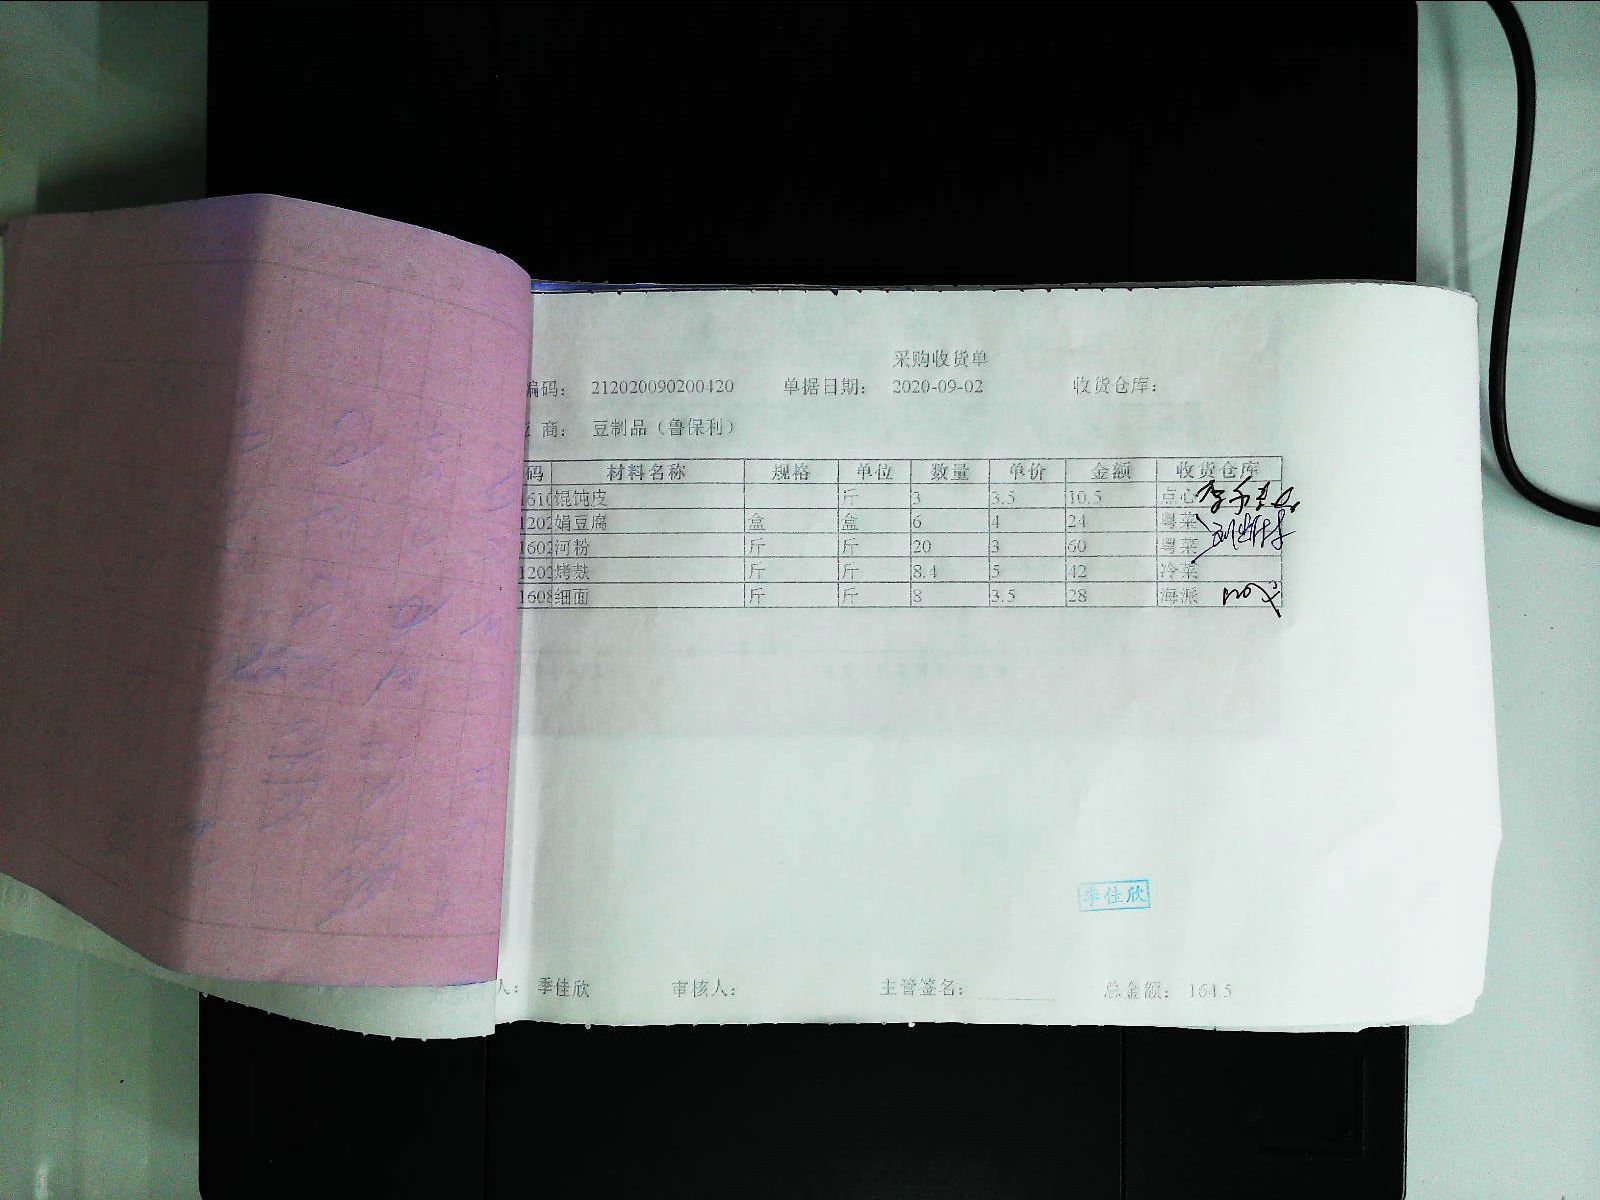 采购收货单
编码： 212020090200420 单据日期： 2020-09-02 收货仓库：
商： 豆制品（鲁保利）
码 材料名称 规格 单位 数量 单价 金额 收货仓库
1610 馄饨皮 斤 3 3.5 10.5 点心
1202 娟豆腐 盒 盒 6 4 24 粤菜
1602 河粉 斤 斤 20 3 60 粤菜
1202 烤麸 斤 斤 8.4 5 42 冷菜
1608 细面 斤 斤 8 3.5 28 海派
季佳欣
人： 季佳欣 审核人： 主管签名： 总金额： 164.5